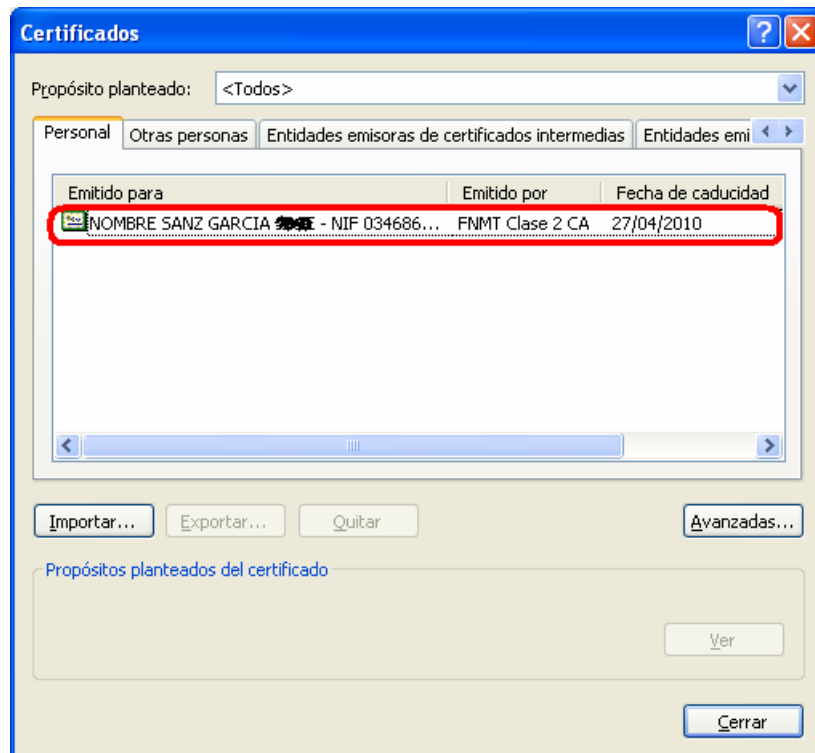 Certificados
Propósito planteado: <Todos>
Personal Otras personas Entidades emisoras de certificados intermedias Entidades emi
Emitido para Emitido por Fecha de caducidad
NOMBRE SANZ GARCIA - NIF 034686... FNMT Clase 2 CA 27/04/2010
Importar... Exportar... Quitar Avanzadas...
Propósitos planteados del certificado
Ver
Cerrar